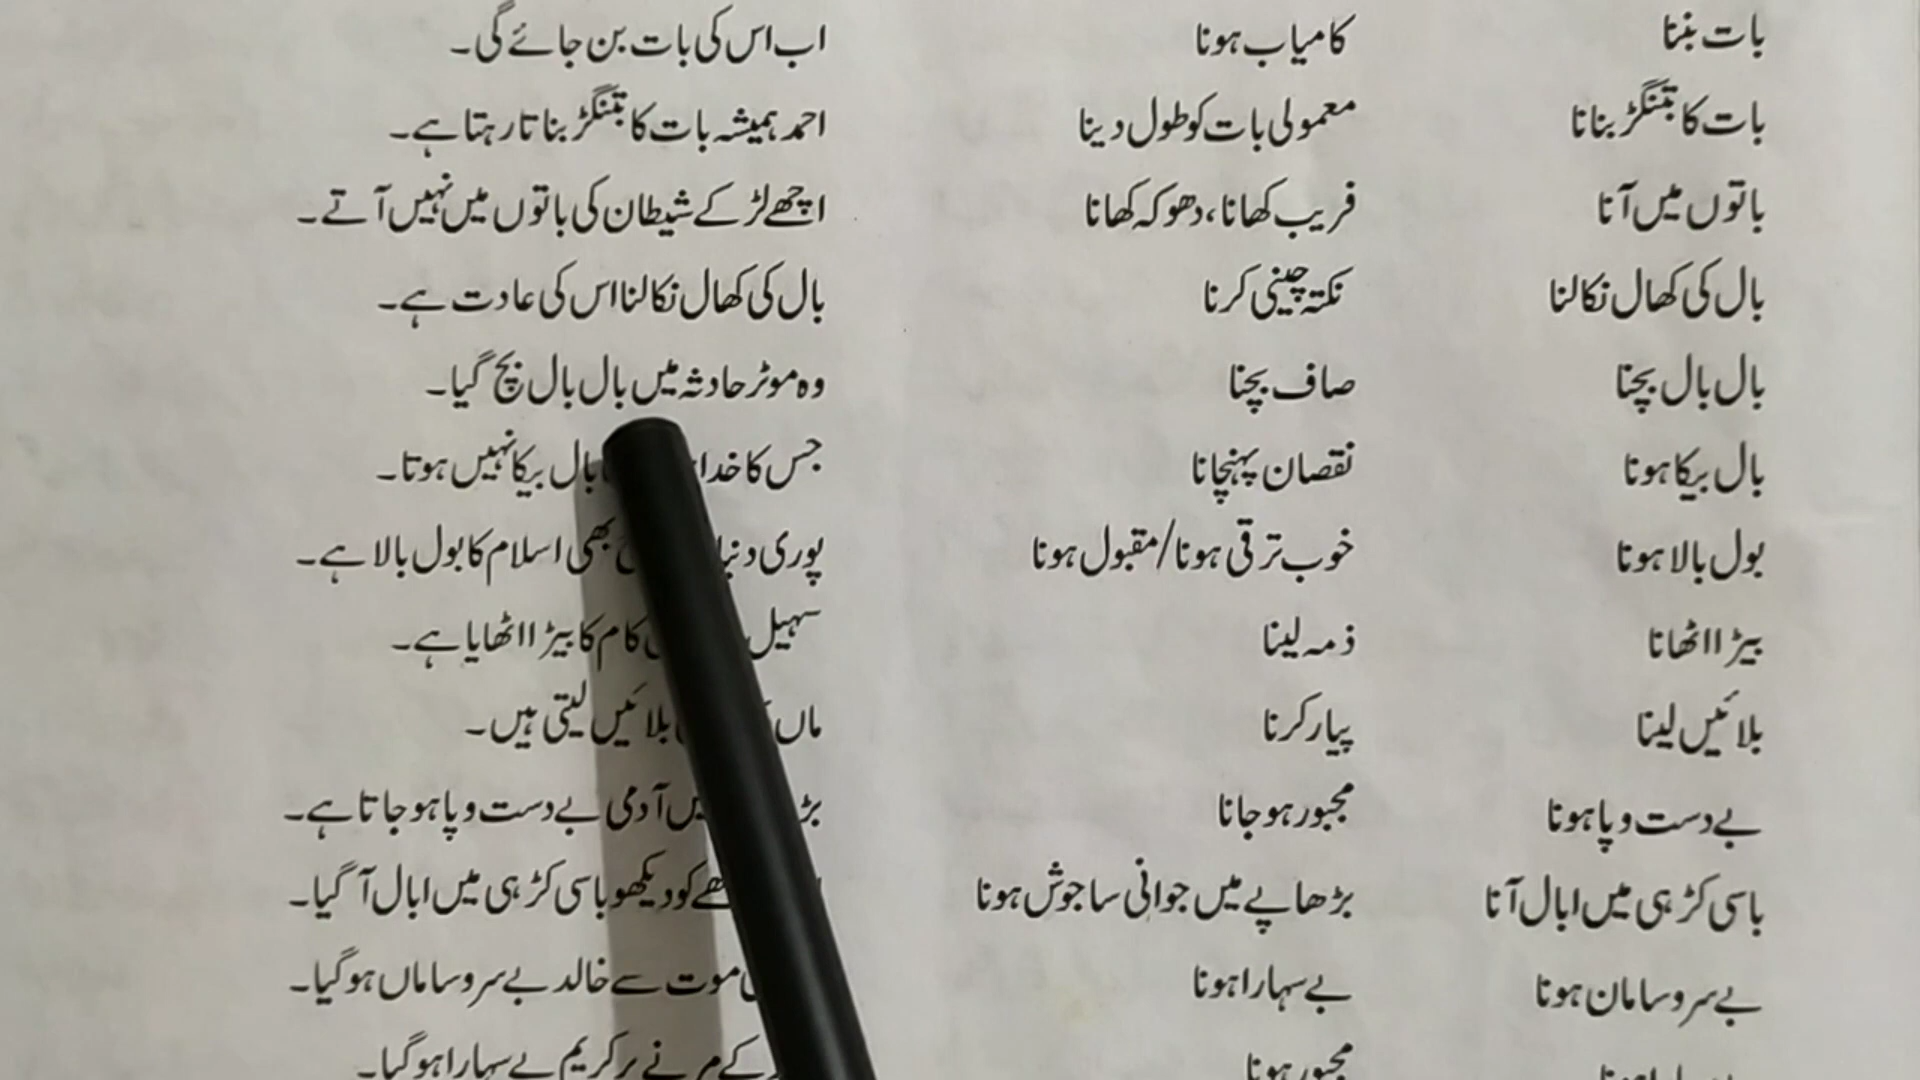 بات بننا کامیاب ہونا اب اس کی بات بن جائے گی۔
بات کا بتنگڑ بنانا معمولی بات کو طول دینا احمد ہمیشہ بات کا بتنگڑ بناتا رہتا ہے۔
باتوں میں آنا فریب کھانا، دھوکہ کھانا اچھے لڑکے شیطان کی باتوں میں نہیں آتے۔
بال کی کھال نکالنا نکتہ چینی کرنا بال کی کھال نکالنا اس کی عادت ہے۔
بال بال بچنا صاف بچنا وہ موٹر حادثہ میں بال بال بچ گیا۔
بال بیکا ہونا نقصان پہنچانا جس کا خدا بال بیکا نہیں ہوتا۔
بول بالا ہونا خوب ترقی ہونا/مقبول ہونا پوری دنیا بھی اسلام کا بول بالا ہے۔
بیڑا اٹھانا ذمہ لینا سہیل کام کا بیڑا اٹھایا ہے۔
بلائیں لینا پیار کرنا ماں بلائیں لیتی ہیں۔
بے دست و پا ہونا مجبور ہو جانا آدمی بے دست و پا ہو جاتا ہے۔
باسی کڑہی میں ابال آنا بڑھاپے میں جوانی سا جوش ہونا کو دیکھو باسی کڑہی میں ابال آ گیا۔
بے سروسامان ہونا بے سہارا ہونا موت سے خالد بے سروساماں ہو گیا۔
مجبور ہونا کے مرنے پر کریم بے سہارا ہو گیا۔